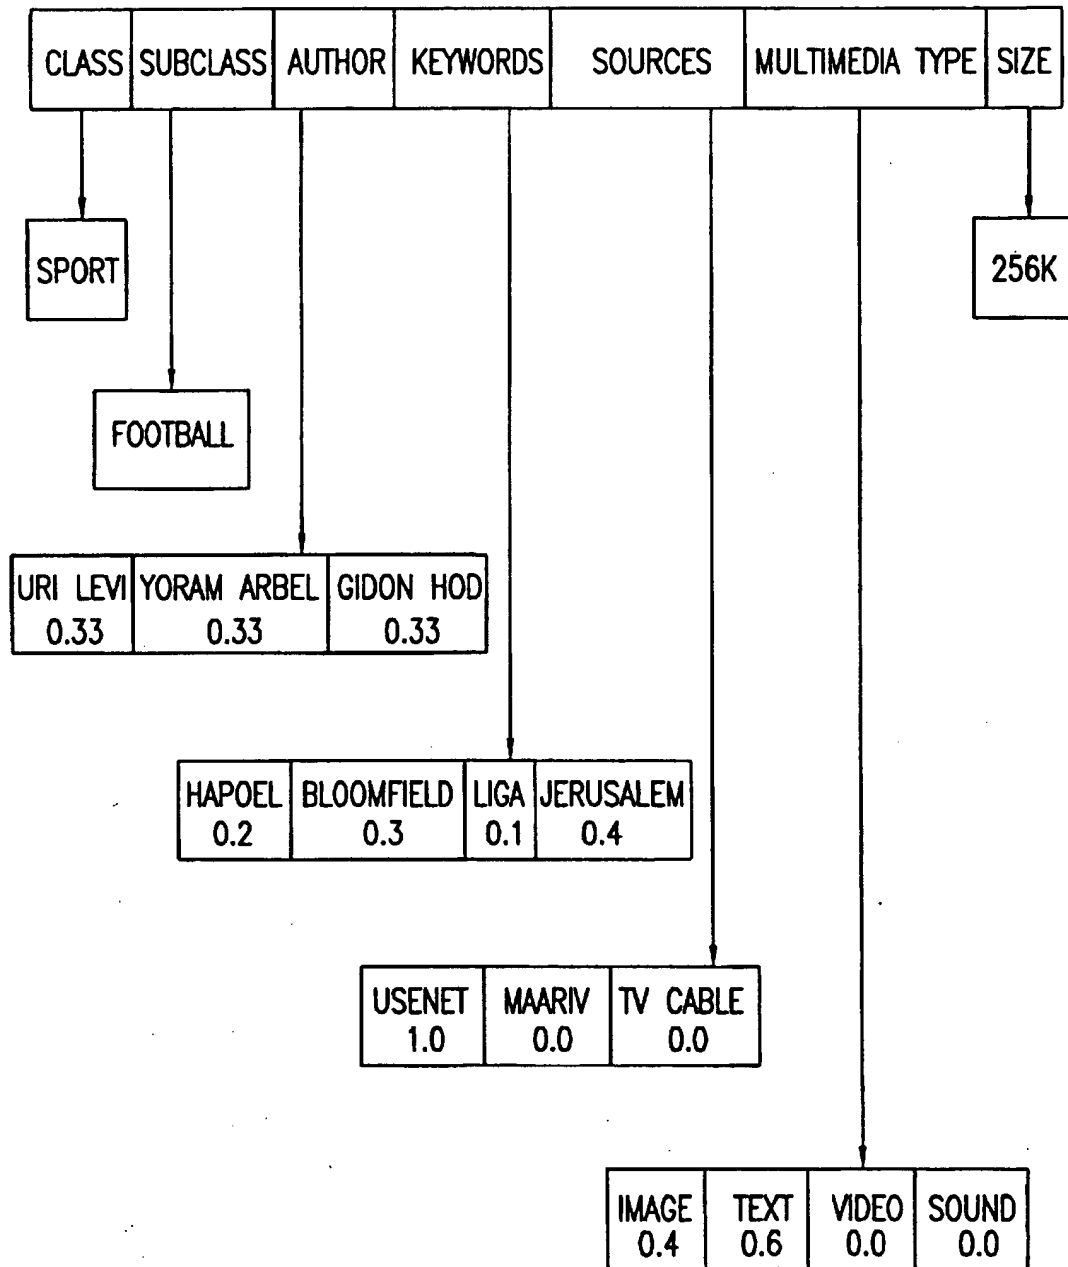 CLASS SUBCLASS AUTHOR KEYWORDS SOURCES MULTIMEDIA TYPE SIZE
SPORT
256K
FOOTBALL
URI LEVI YORAM ARBEL GIDON HOD
0.33 0.33 0.33
HAPOEL BLOOMFIELD LIGA JERUSALEM
0.2 0.3 0.1 0.4
USENET MAARIV TV CABLE
1.0 0.0 0.0
IMAGE TEXT VIDEO SOUND
0.4 0.6 0.0 0.0